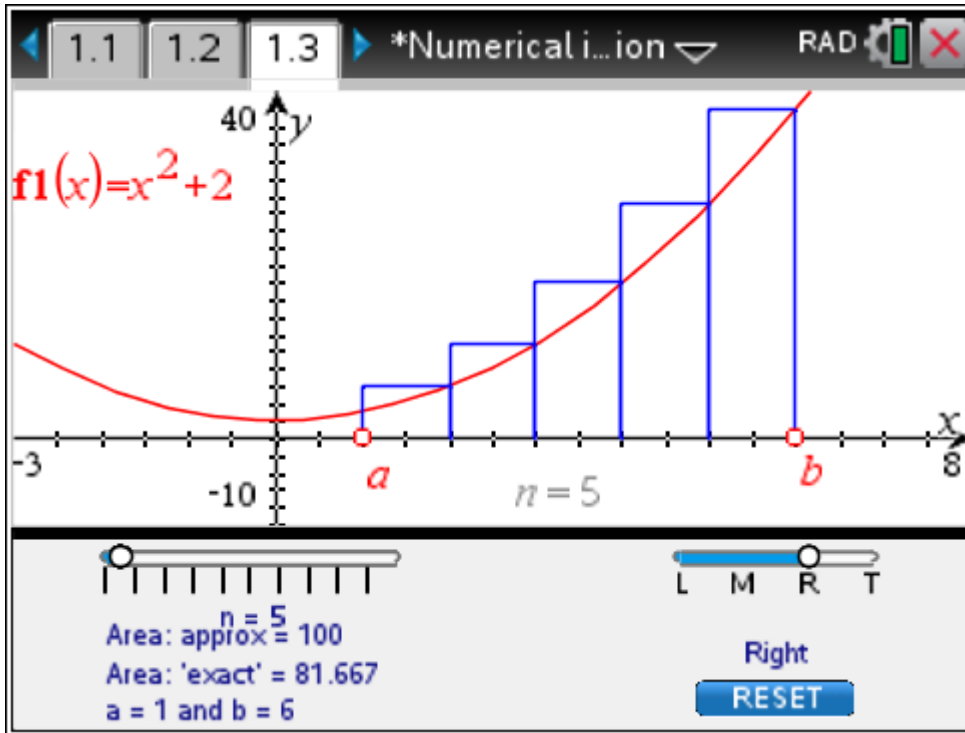 1.1 1.2 1.3 *Numerical i...ion RAD
40 y
f1(x)=x²+2
-3 a b 8 x
-10 n = 5
L M R T
n = 5
Area: approx = 100
Area: 'exact' = 81.667
a = 1 and b = 6
Right
RESET